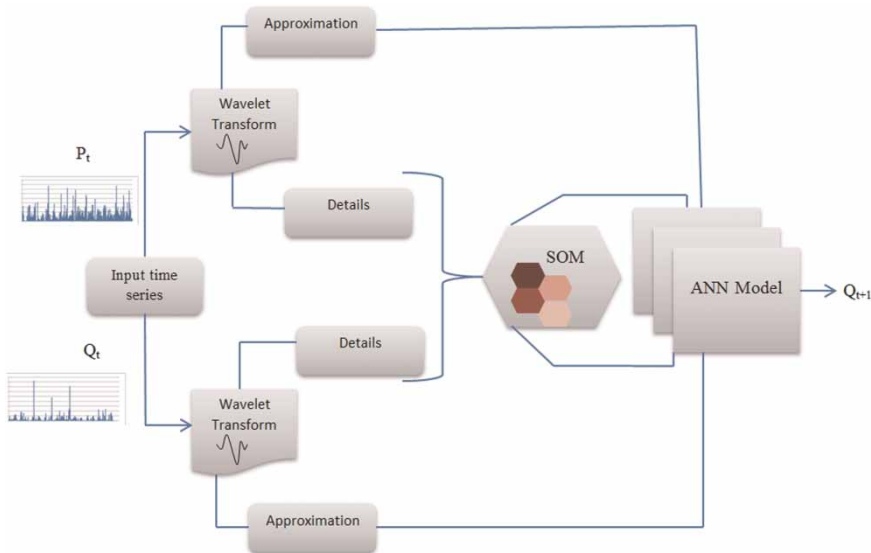 Approximation
Wavelet
Transform
Pt
Details
SOM
Input time
series
ANN Model
Qt+1
Qt
Details
Wavelet
Transform
Approximation